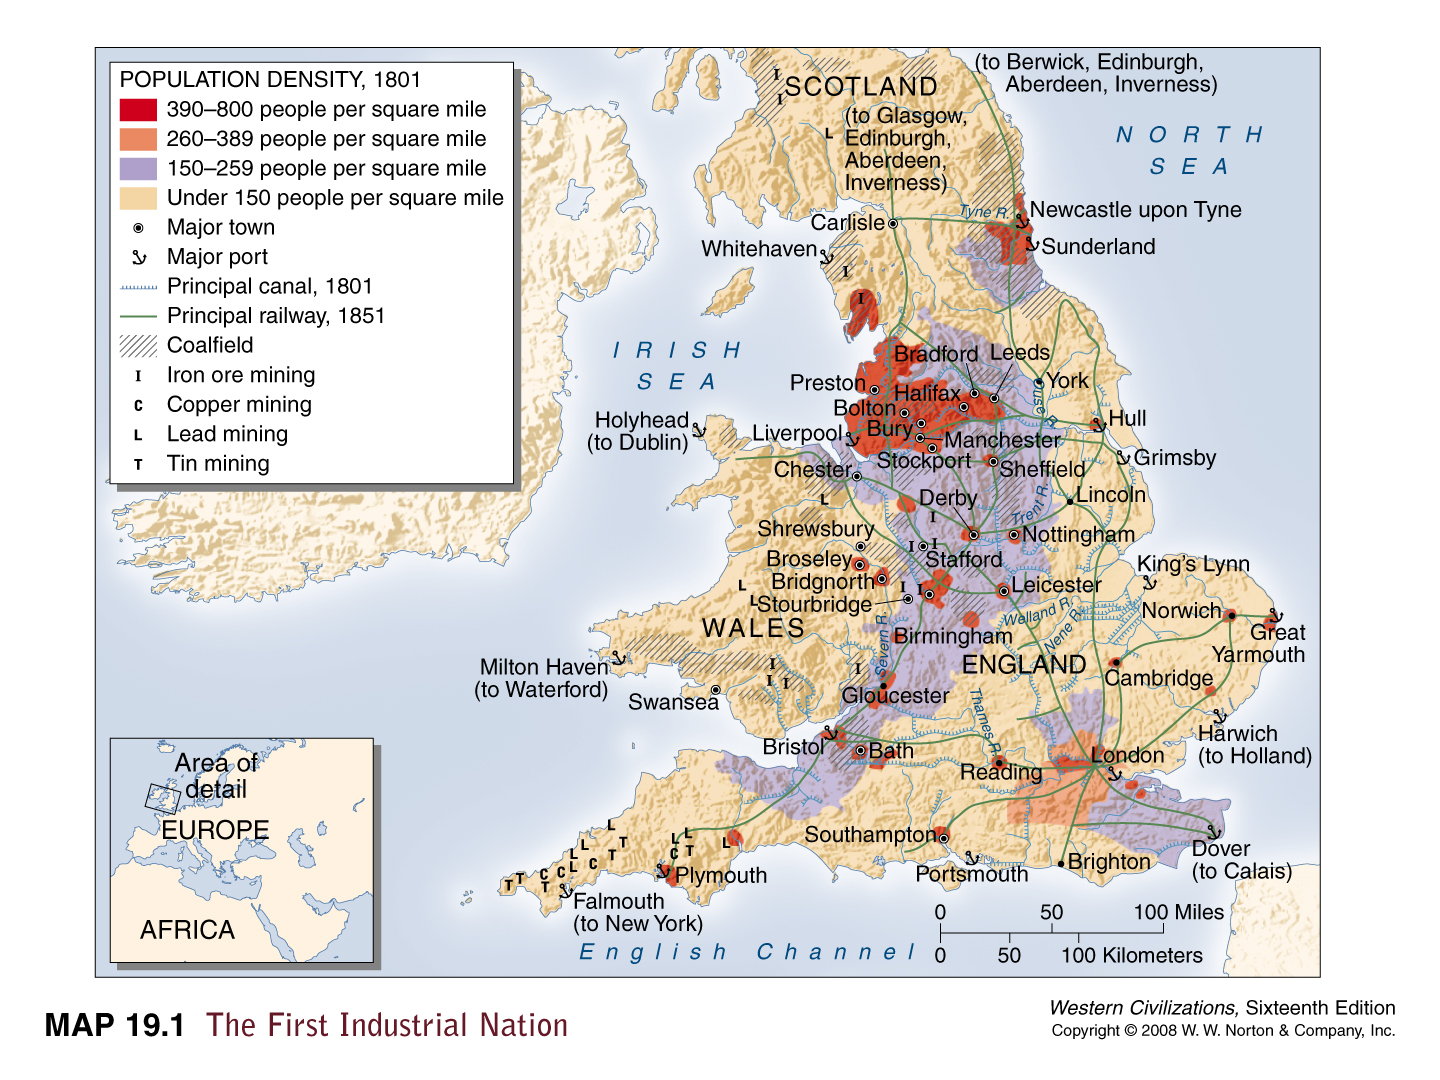 POPULATION DENSITY, 1801
390–800 people per square mile
260–389 people per square mile
150–259 people per square mile
Under 150 people per square mile
Major town
Major port
Principal canal, 1801
Principal railway, 1851
Coalfield
I Iron ore mining
C Copper mining
L Lead mining
T Tin mining
(to Berwick, Edinburgh,
Aberdeen, Inverness)
SCOTLAND
(to Glasgow,
Edinburgh,
Aberdeen,
Inverness)
NORTH
SEA
Tyne R.
Newcastle upon Tyne
Carlisle
Sunderland
Whitehaven
IRISH
SEA
Bradford
Leeds
Preston
Halifax
York
Ouse R.
Bolton
Hull
Holyhead
(to Dublin)
Liverpool
Bury
Manchester
Stockport
Grimsby
Chester
Sheffield
Derby
Lincoln
Trent R.
Shrewsbury
Nottingham
Broseley
Stafford
King's Lynn
Bridgnorth
Leicester
Stourbridge
Welland R.
Nene R.
Norwich
WALES
Severn R.
Birmingham
Great
Yarmouth
Milton Haven
(to Waterford)
ENGLAND
Cambridge
Swansea
Gloucester
Thames R.
Harwich
(to Holland)
Bristol
Bath
Reading
London
Southampton
Dover
(to Calais)
Portsmouth
Brighton
Plymouth
Falmouth
(to New York)
English Channel
0 50 100 Miles
0 50 100 Kilometers
Area of
detail
EUROPE
AFRICA
MAP 19.1 The First Industrial Nation
Western Civilizations, Sixteenth Edition
Copyright © 2008 W. W. Norton & Company, Inc.